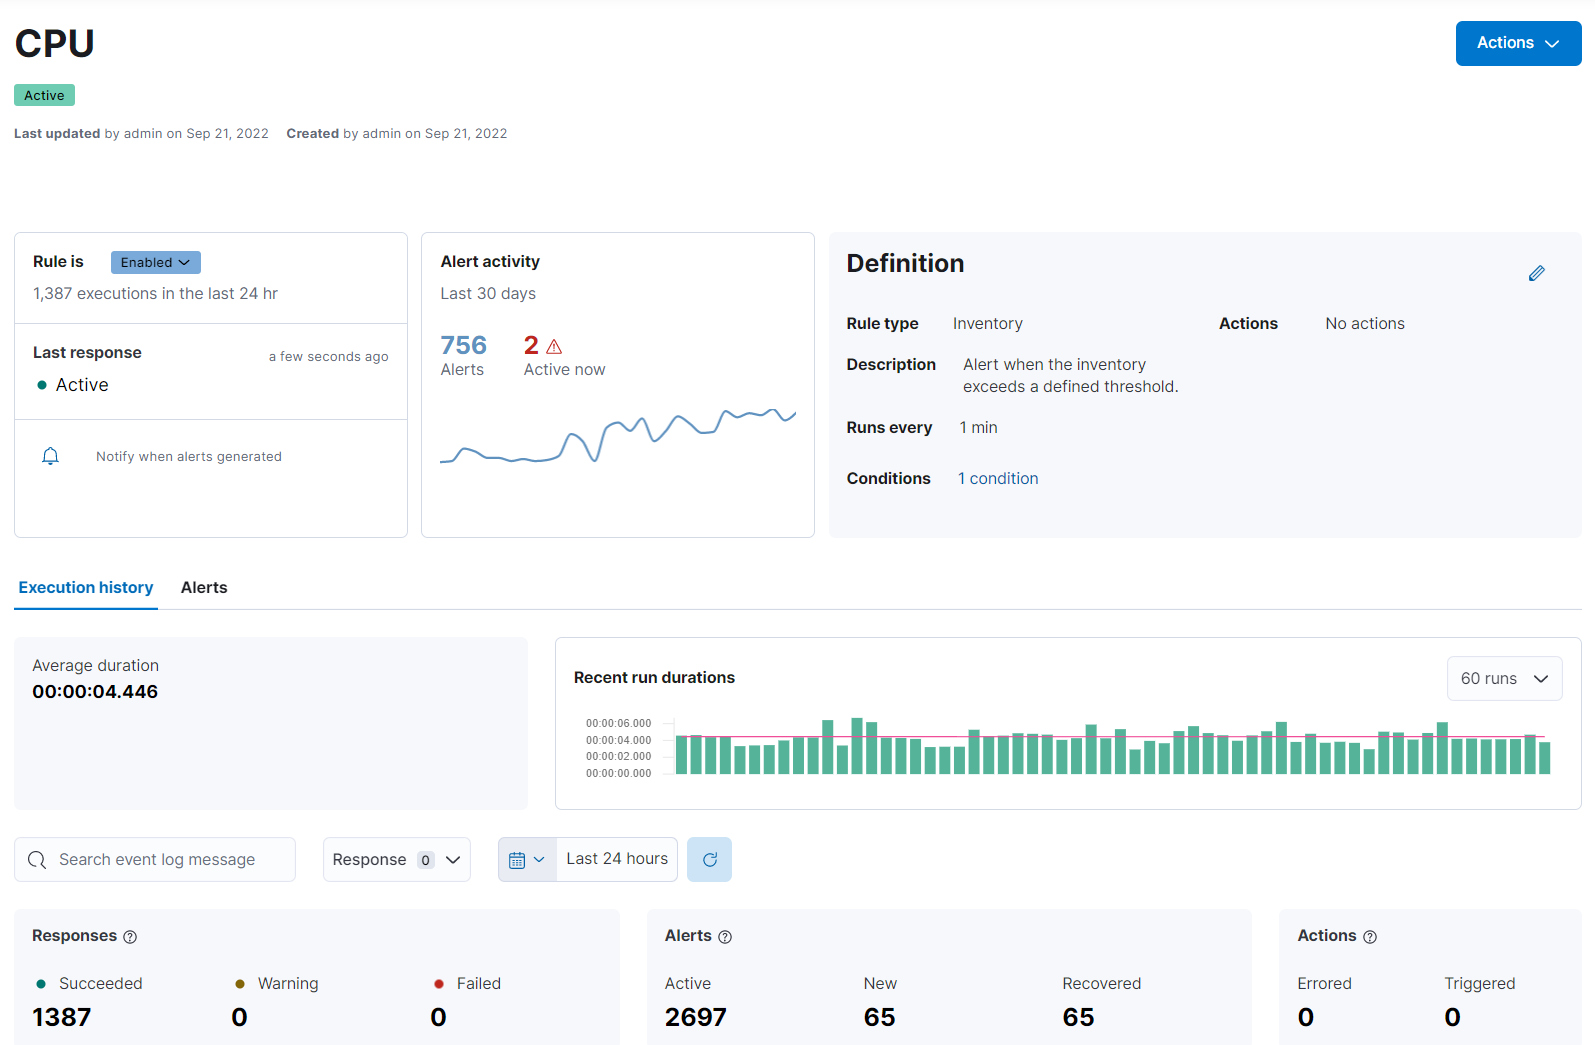 CPU
Actions
Active
Last updated by admin on Sep 21, 2022 Created by admin on Sep 21, 2022
Rule is Enabled
1,387 executions in the last 24 hr
Last response a few seconds ago
Active
Notify when alerts generated
Alert activity
Last 30 days
756 2
Alerts Active now
Definition
Rule type Inventory Actions No actions
Description Alert when the inventory
exceeds a defined threshold.
Runs every 1 min
Conditions 1 condition
Execution history Alerts
Average duration
00:00:04.446
Recent run durations 60 runs
00:00:06.000
00:00:04.000
00:00:02.000
00:00:00.000
Search event log message Response 0 Last 24 hours
Responses
Succeeded Warning Failed
1387 0 0
Alerts
Active New Recovered
2697 65 65
Actions
Errored Triggered
0 0